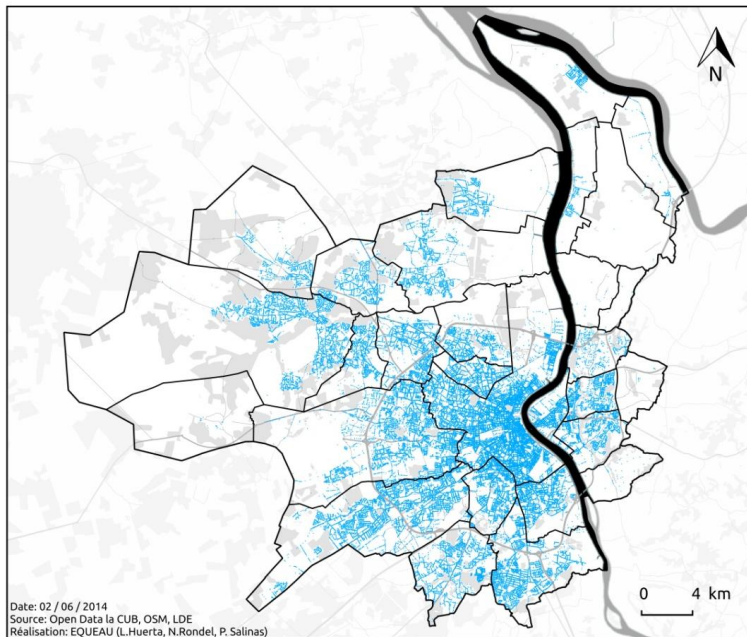 N
0 4 km
Date: 02 / 06 / 2014
Source: Open Data la CUB, OSM, LDE
Réalisation: EQUEAU (L.Huerta, N.Rondel, P. Salinas)